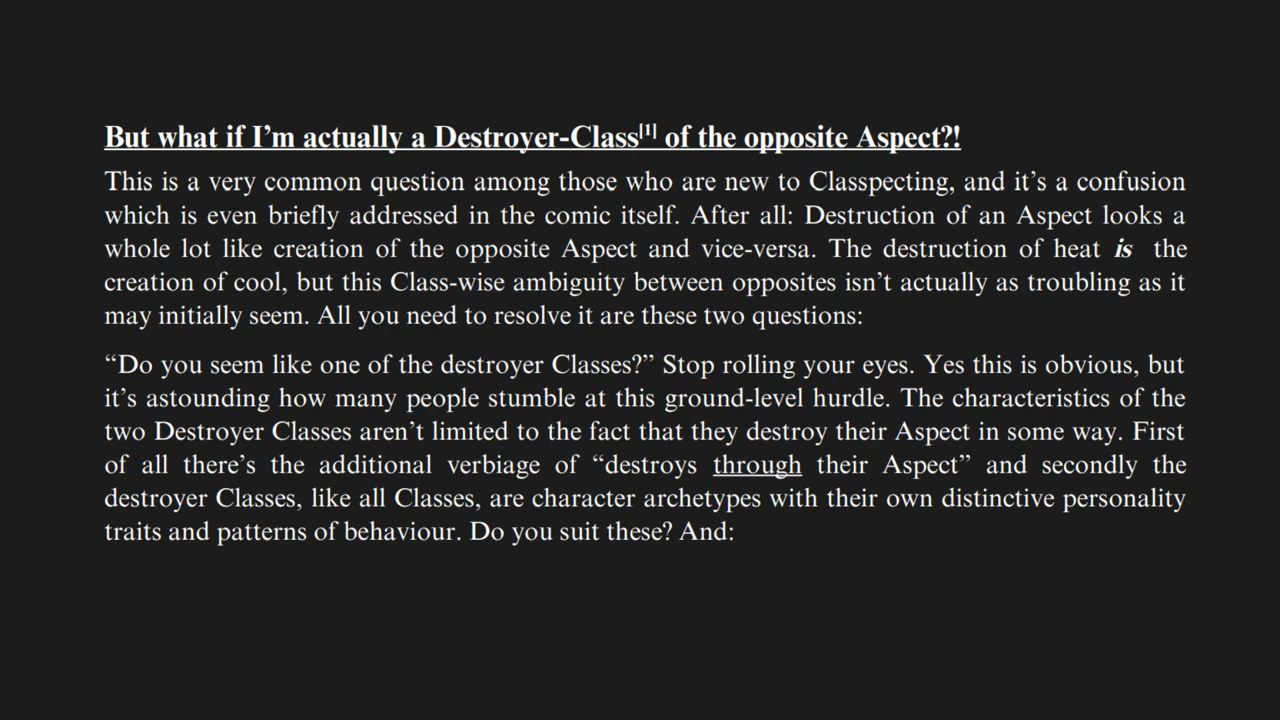 But what if I’m actually a Destroyer-Class[1] of the opposite Aspect?!
This is a very common question among those who are new to Classpecting, and it’s a confusion
which is even briefly addressed in the comic itself. After all: Destruction of an Aspect looks a
whole lot like creation of the opposite Aspect and vice-versa. The destruction of heat is the
creation of cool, but this Class-wise ambiguity between opposites isn’t actually as troubling as it
may initially seem. All you need to resolve it are these two questions:
“Do you seem like one of the destroyer Classes?” Stop rolling your eyes. Yes this is obvious, but
it’s astounding how many people stumble at this ground-level hurdle. The characteristics of the
two Destroyer Classes aren’t limited to the fact that they destroy their Aspect in some way. First
of all there’s the additional verbiage of “destroys through their Aspect” and secondly the
destroyer Classes, like all Classes, are character archetypes with their own distinctive personality
traits and patterns of behaviour. Do you suit these? And: